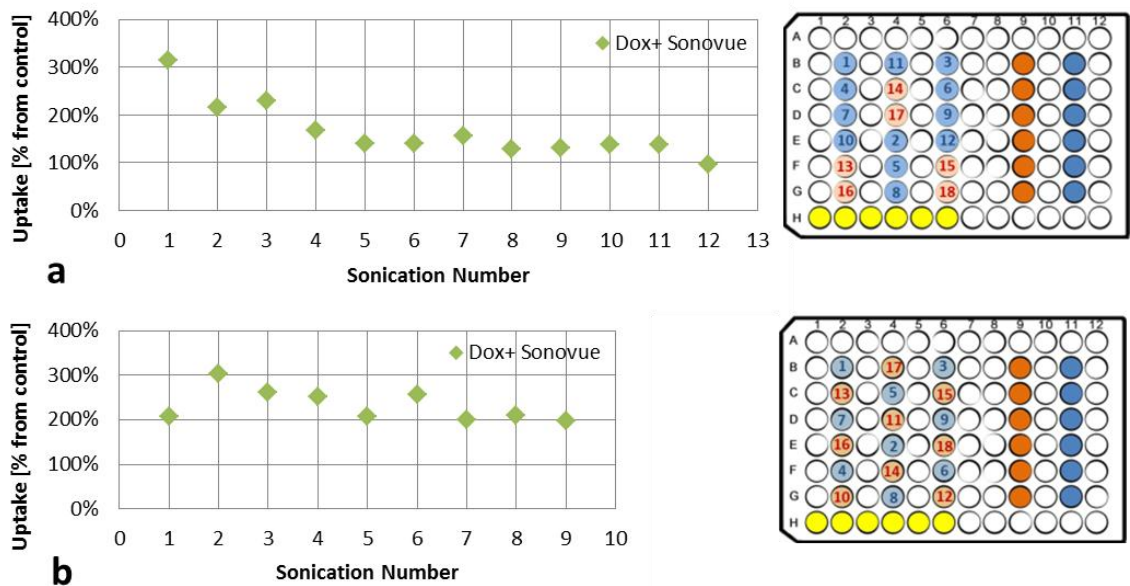 400%
300%
200%
100%
0%
Uptake [% from control]
Dox+ Sonovue
0 1 2 3 4 5 6 7 8 9 10 11 12 13
Sonication Number
a
1 2 3 4 5 6 7 8 9 10 11 12
A
B 1 11 3
C 4 14 6
D 7 17 9
E 10 2 12
F 13 5 15
G 16 8 18
H
400%
300%
200%
100%
0%
Uptake [% from control]
Dox+ Sonovue
0 1 2 3 4 5 6 7 8 9 10
Sonication Number
b
1 2 3 4 5 6 7 8 9 10 11 12
A
B 1 17 3
C 13 5 15
D 7 11 9
E 16 2 18
F 4 14 6
G 10 8 12
H